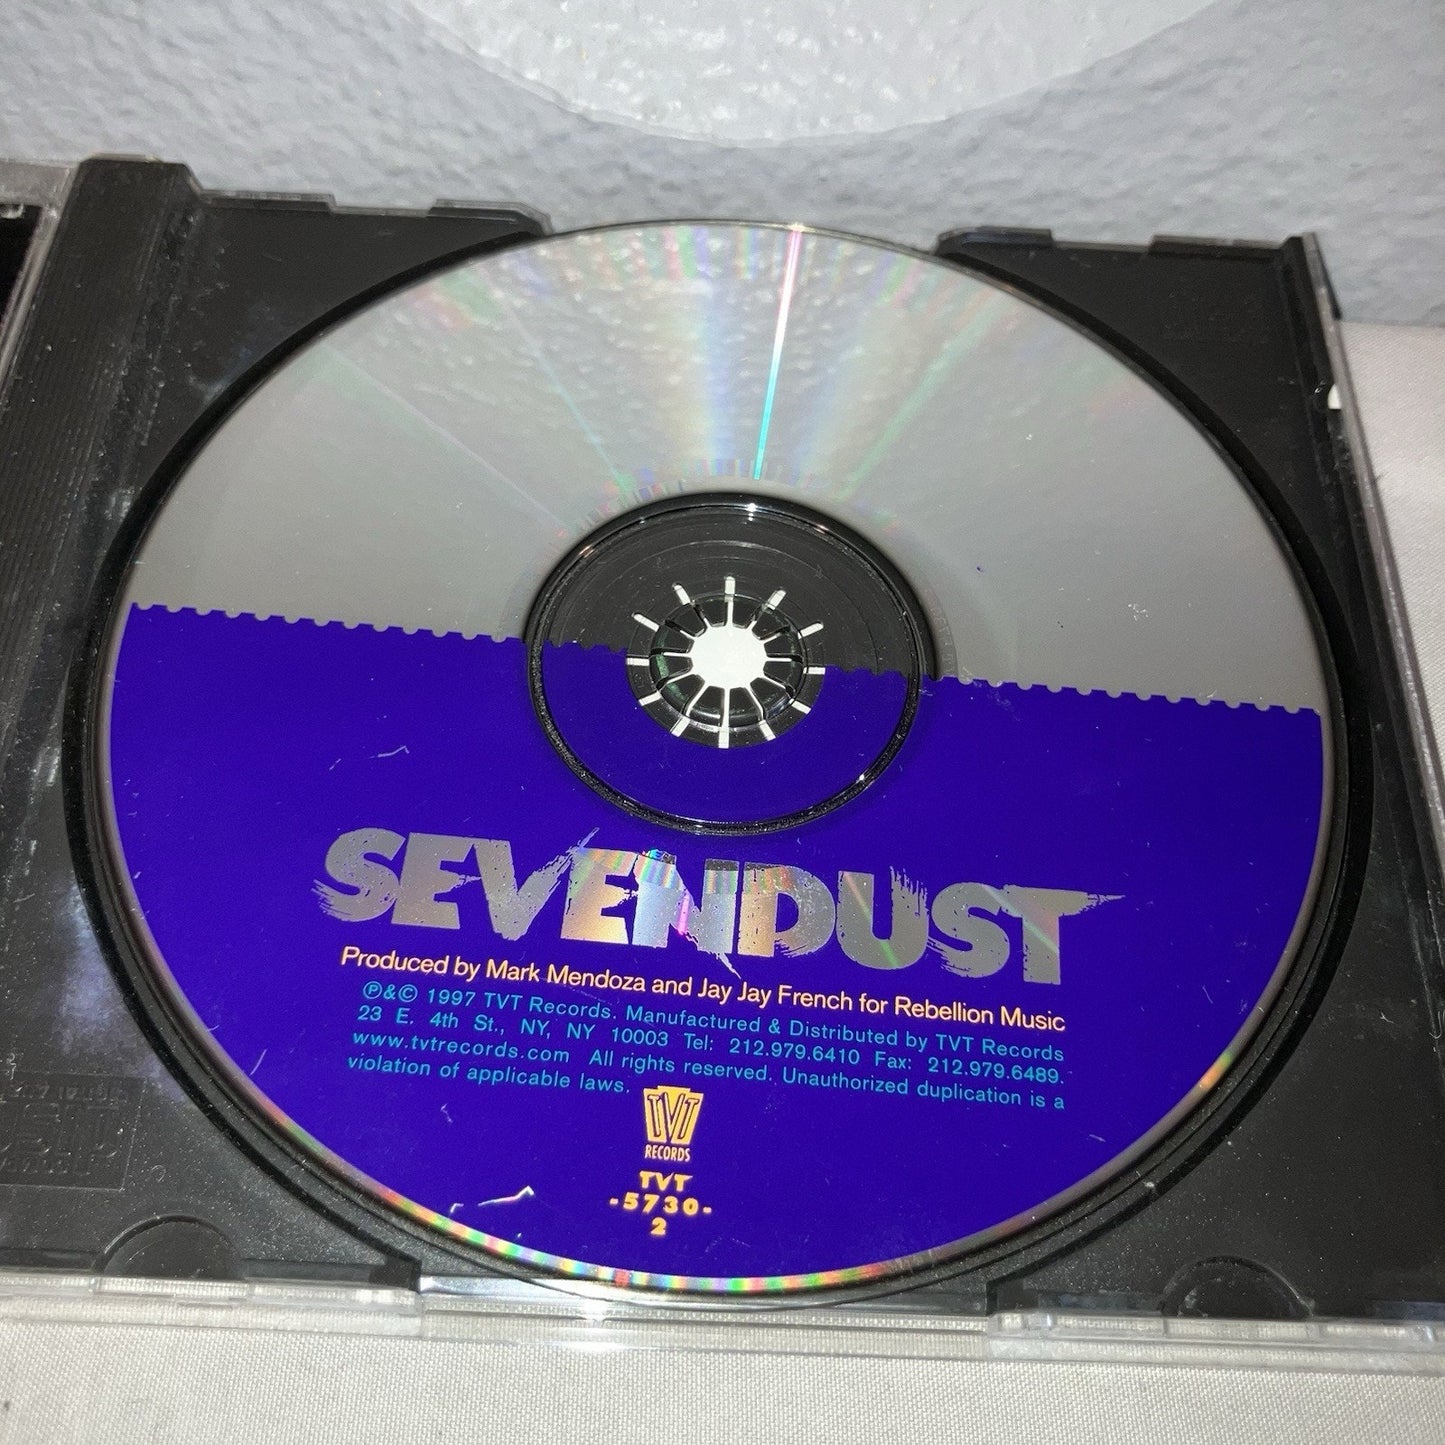 SEVENDUST
Produced by Mark Mendoza and Jay Jay French for Rebellion Music
℗&© 1997 TVT Records. Manufactured & Distributed by TVT Records
23 E. 4th St., NY, NY 10003 Tel: 212.979.6410 Fax: 212.979.6489.
www.tvtrecords.com All rights reserved. Unauthorized duplication is a
violation of applicable laws.
TVT
RECORDS
TVT
-5730-
2